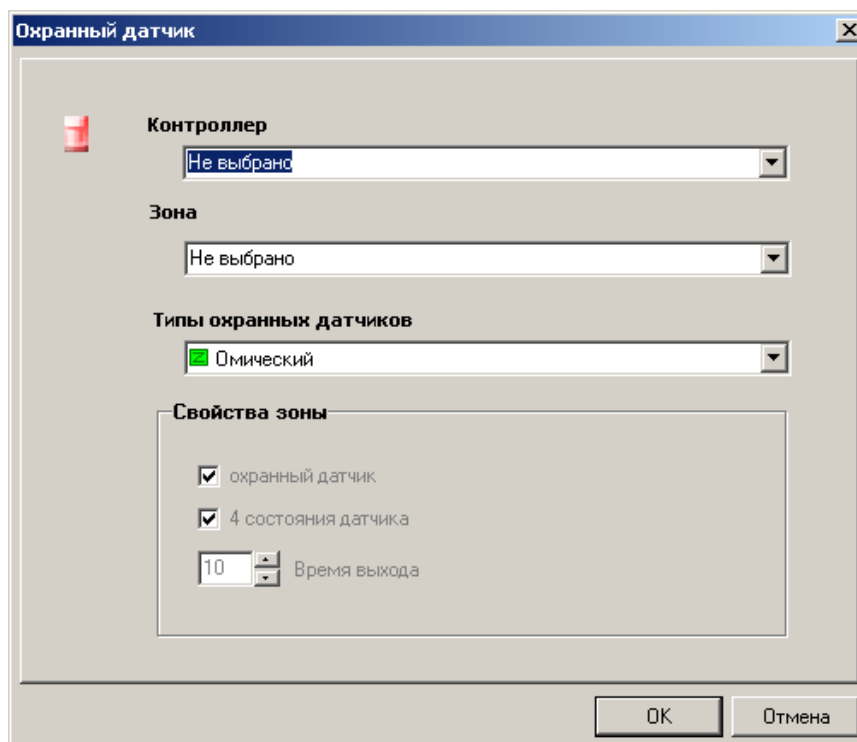 Охранный датчик
Контроллер
Не выбрано
Зона
Не выбрано
Типы охранных датчиков
Омический
Свойства зоны
охранный датчик
4 состояния датчика
10 Время выхода
OK Отмена